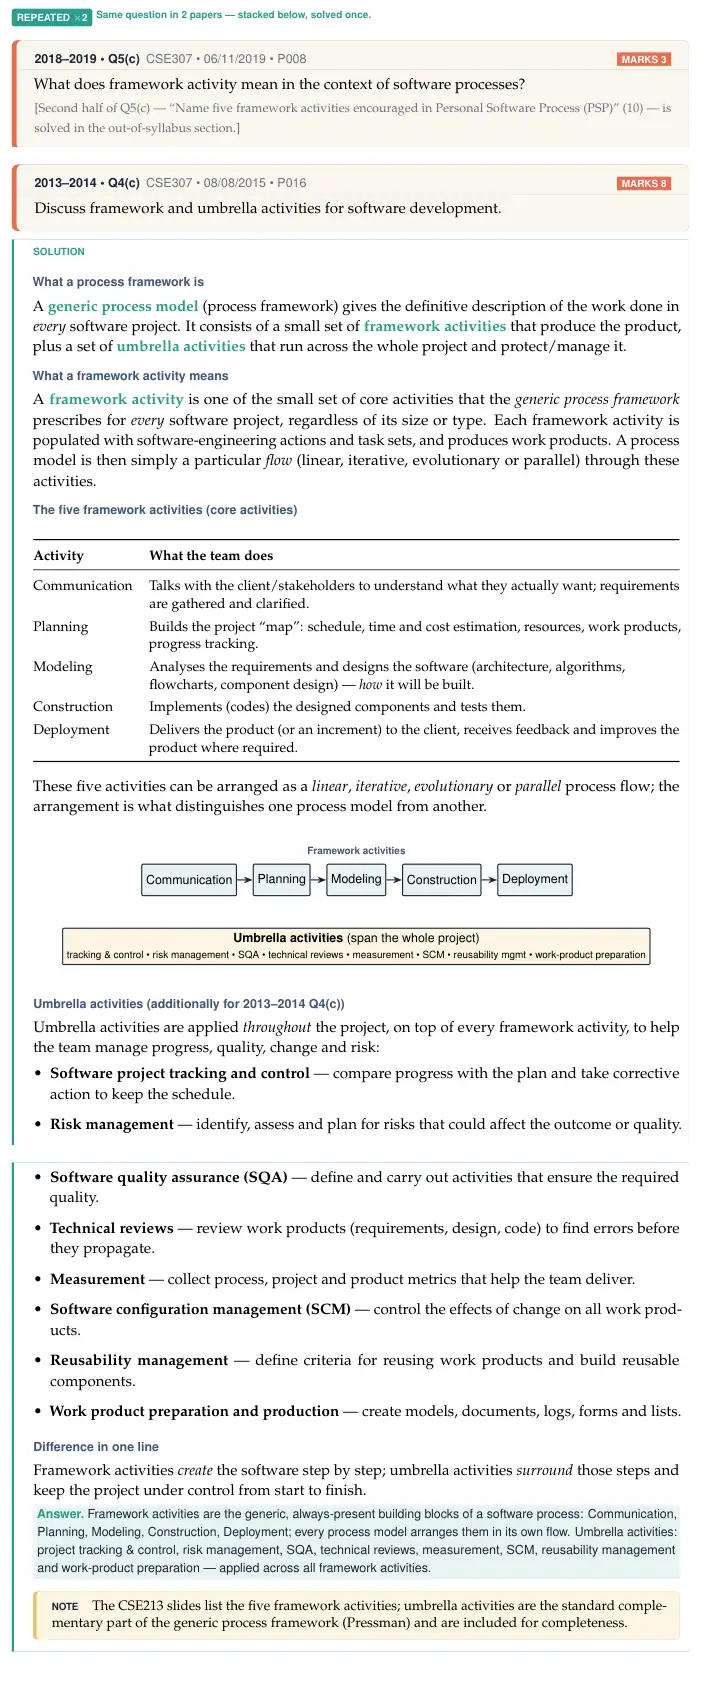 REPEATED ×2 Same question in 2 papers — stacked below, solved once.
2018–2019 • Q5(c) CSE307 • 06/11/2019 • P008 MARKS 3
What does framework activity mean in the context of software processes?
[Second half of Q5(c) — “Name five framework activities encouraged in Personal Software Process (PSP)” (10) — is
solved in the out-of-syllabus section.]
2013–2014 • Q4(c) CSE307 • 08/08/2015 • P016 MARKS 8
Discuss framework and umbrella activities for software development.
SOLUTION
What a process framework is
A generic process model (process framework) gives the definitive description of the work done in
every software project. It consists of a small set of framework activities that produce the product,
plus a set of umbrella activities that run across the whole project and protect/manage it.
What a framework activity means
A framework activity is one of the small set of core activities that the generic process framework
prescribes for every software project, regardless of its size or type. Each framework activity is
populated with software-engineering actions and task sets, and produces work products. A process
model is then simply a particular flow (linear, iterative, evolutionary or parallel) through these
activities.
The five framework activities (core activities)
Activity What the team does
Communication Talks with the client/stakeholders to understand what they actually want; requirements
are gathered and clarified.
Planning Builds the project “map”: schedule, time and cost estimation, resources, work products,
progress tracking.
Modeling Analyses the requirements and designs the software (architecture, algorithms,
flowcharts, component design) — how it will be built.
Construction Implements (codes) the designed components and tests them.
Deployment Delivers the product (or an increment) to the client, receives feedback and improves the
product where required.
These five activities can be arranged as a linear, iterative, evolutionary or parallel process flow; the
arrangement is what distinguishes one process model from another.
Framework activities
Communication Planning Modeling Construction Deployment
Umbrella activities (span the whole project)
tracking & control • risk management • SQA • technical reviews • measurement • SCM • reusability mgmt • work-product preparation
Umbrella activities (additionally for 2013–2014 Q4(c))
Umbrella activities are applied throughout the project, on top of every framework activity, to help
the team manage progress, quality, change and risk:
• Software project tracking and control — compare progress with the plan and take corrective
action to keep the schedule.
• Risk management — identify, assess and plan for risks that could affect the outcome or quality.
• Software quality assurance (SQA) — define and carry out activities that ensure the required
quality.
• Technical reviews — review work products (requirements, design, code) to find errors before
they propagate.
• Measurement — collect process, project and product metrics that help the team deliver.
• Software configuration management (SCM) — control the effects of change on all work prod-
ucts.
• Reusability management — define criteria for reusing work products and build reusable
components.
• Work product preparation and production — create models, documents, logs, forms and lists.
Difference in one line
Framework activities create the software step by step; umbrella activities surround those steps and
keep the project under control from start to finish.
Answer. Framework activities are the generic, always-present building blocks of a software process: Communication,
Planning, Modeling, Construction, Deployment; every process model arranges them in its own flow. Umbrella activities:
project tracking & control, risk management, SQA, technical reviews, measurement, SCM, reusability management
and work-product preparation — applied across all framework activities.
NOTE The CSE213 slides list the five framework activities; umbrella activities are the standard comple-
mentary part of the generic process framework (Pressman) and are included for completeness.